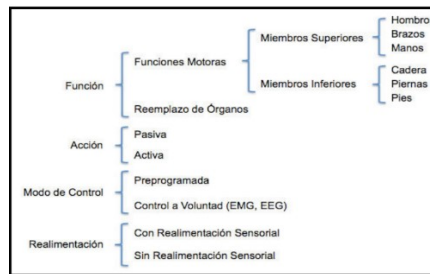 Hombro
Miembros Superiores
Brazos
Manos
Funciones Motoras
Cadera
Miembros Inferiores
Piernas
Función
Pies
Reemplazo de Órganos
Pasiva
Acción
Activa
Preprogramada
Modo de Control
Control a Voluntad (EMG, EEG)
Con Realimentación Sensorial
Realimentación
Sin Realimentación Sensorial